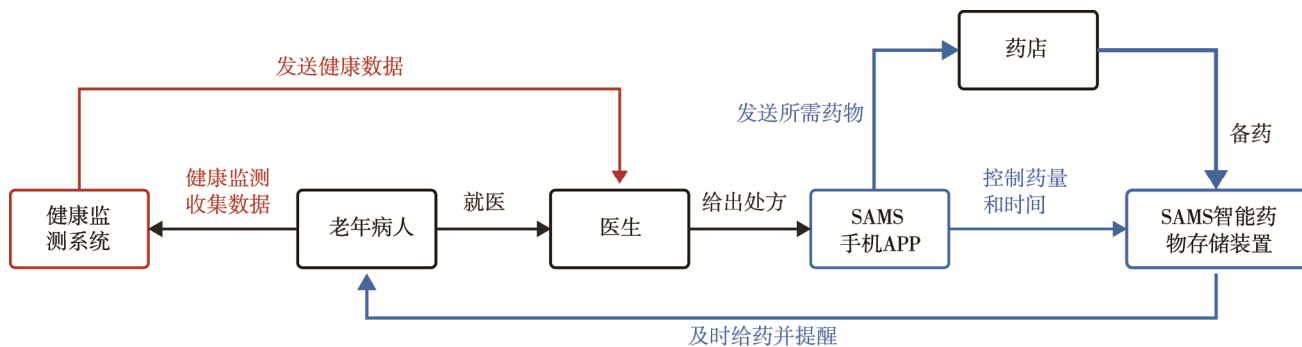 药店
发送健康数据
发送所需药物
备药
健康监测
收集数据
就医
给出处方
控制药量
和时间
健康监
测系统
老年病人
医生
SAMS
手机APP
SAMS智能药
物存储装置
及时给药并提醒